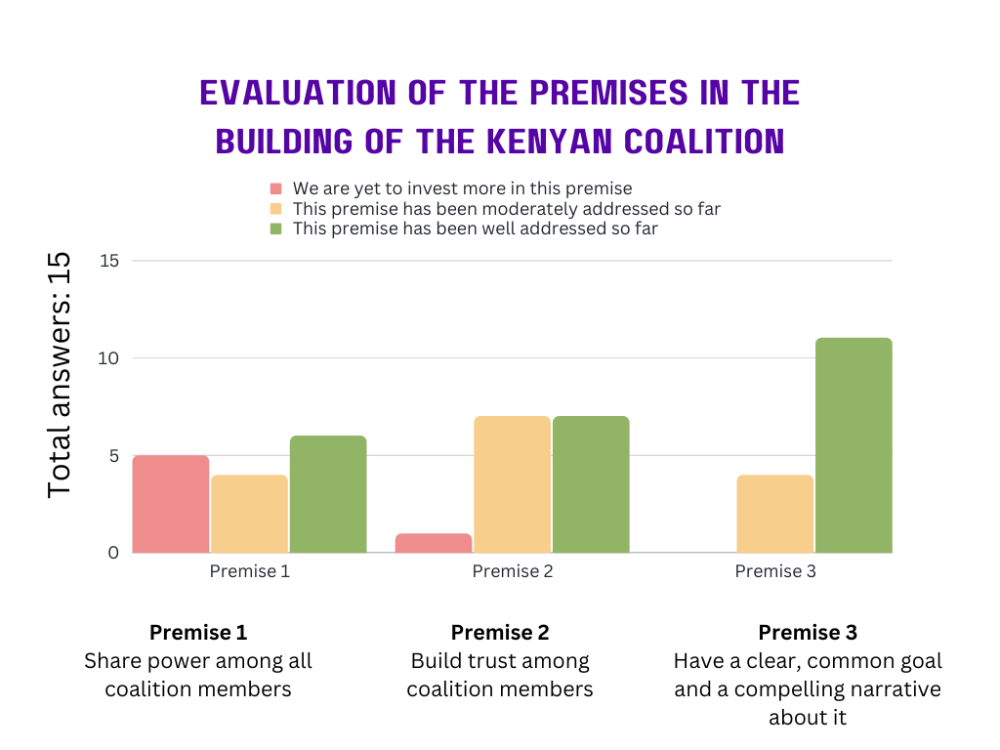 EVALUATION OF THE PREMISES IN THE
BUILDING OF THE KENYAN COALITION
We are yet to invest more in this premise
This premise has been moderately addressed so far
This premise has been well addressed so far
Total answers: 15
15
10
5
0
Premise 1
Premise 2
Premise 3
Premise 1
Share power among all
coalition members
Premise 2
Build trust among
coalition members
Premise 3
Have a clear, common goal
and a compelling narrative
about it